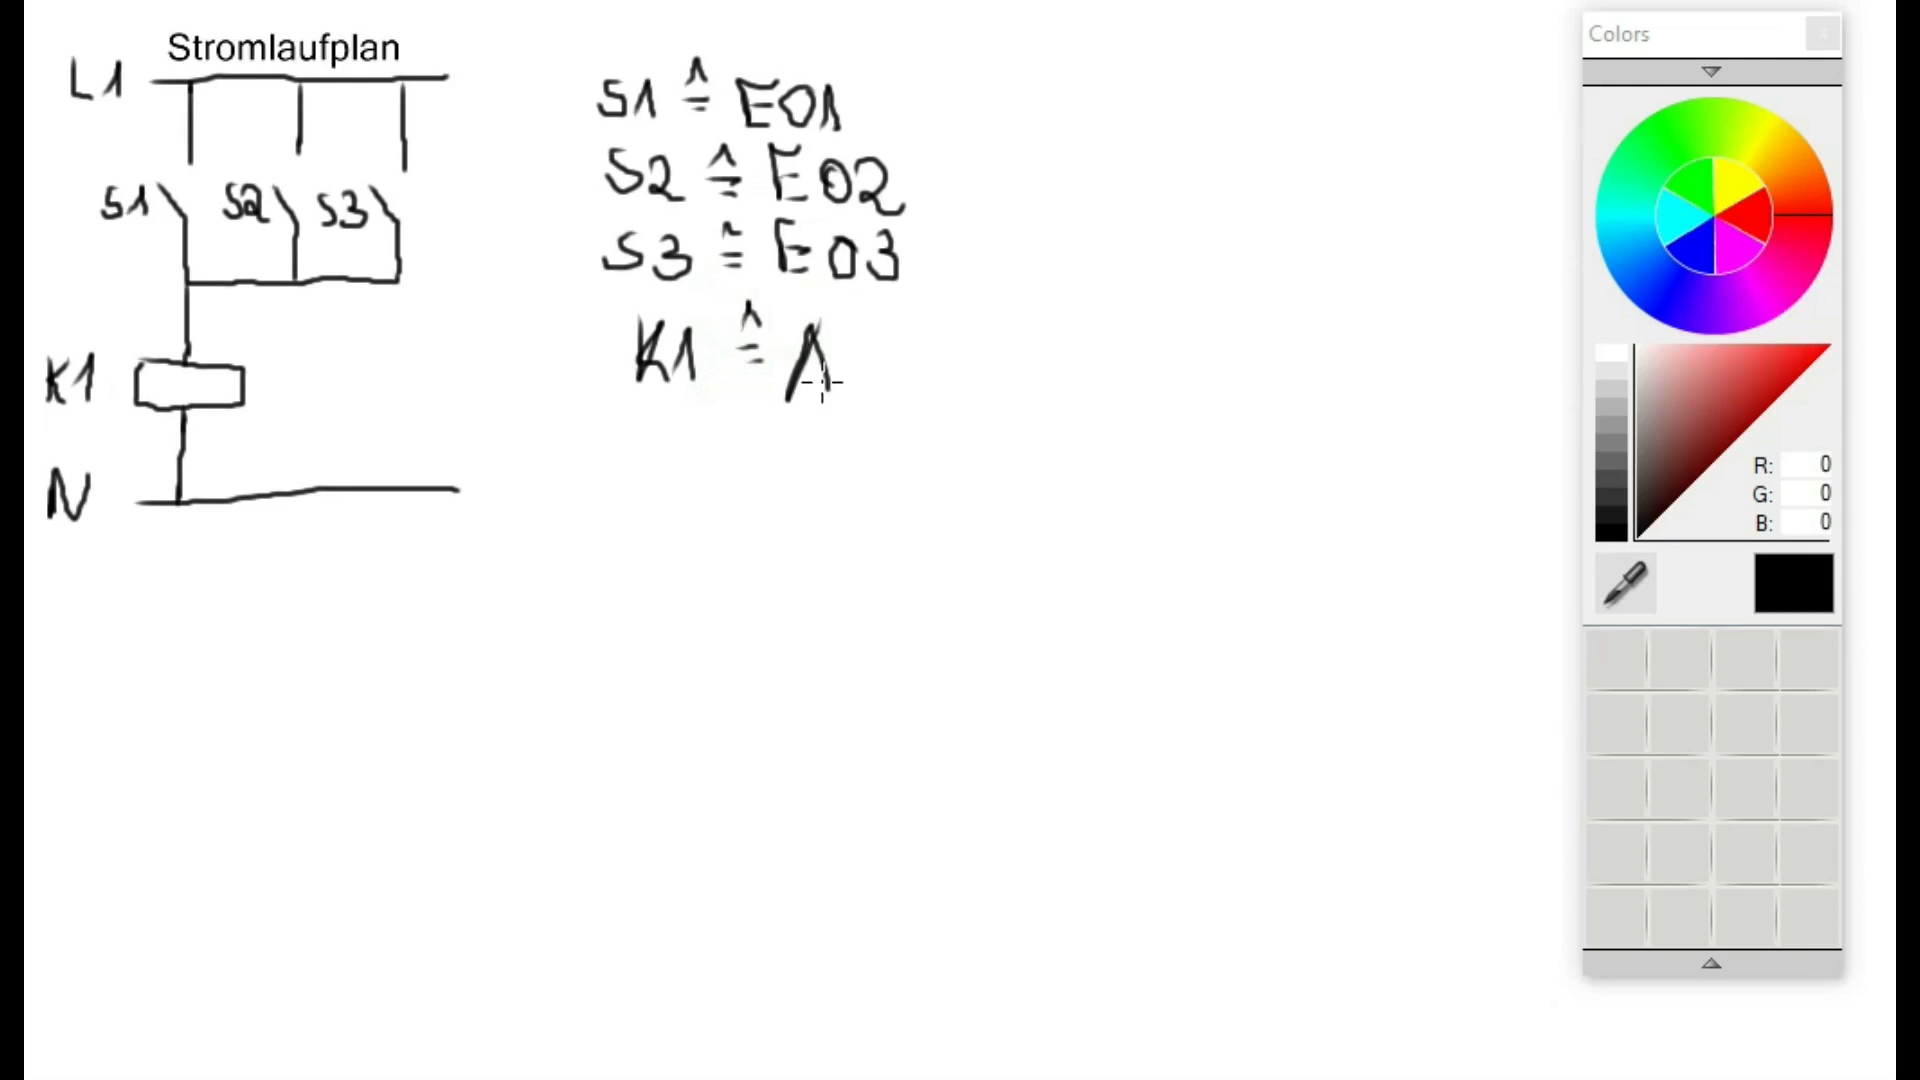 Stromlaufplan
L1
S1 S2 S3
K1
N
S1 ≙ E01
S2 ≙ E02
S3 ≙ E03
K1 ≙ A
Colors
R: 0
G: 0
B: 0